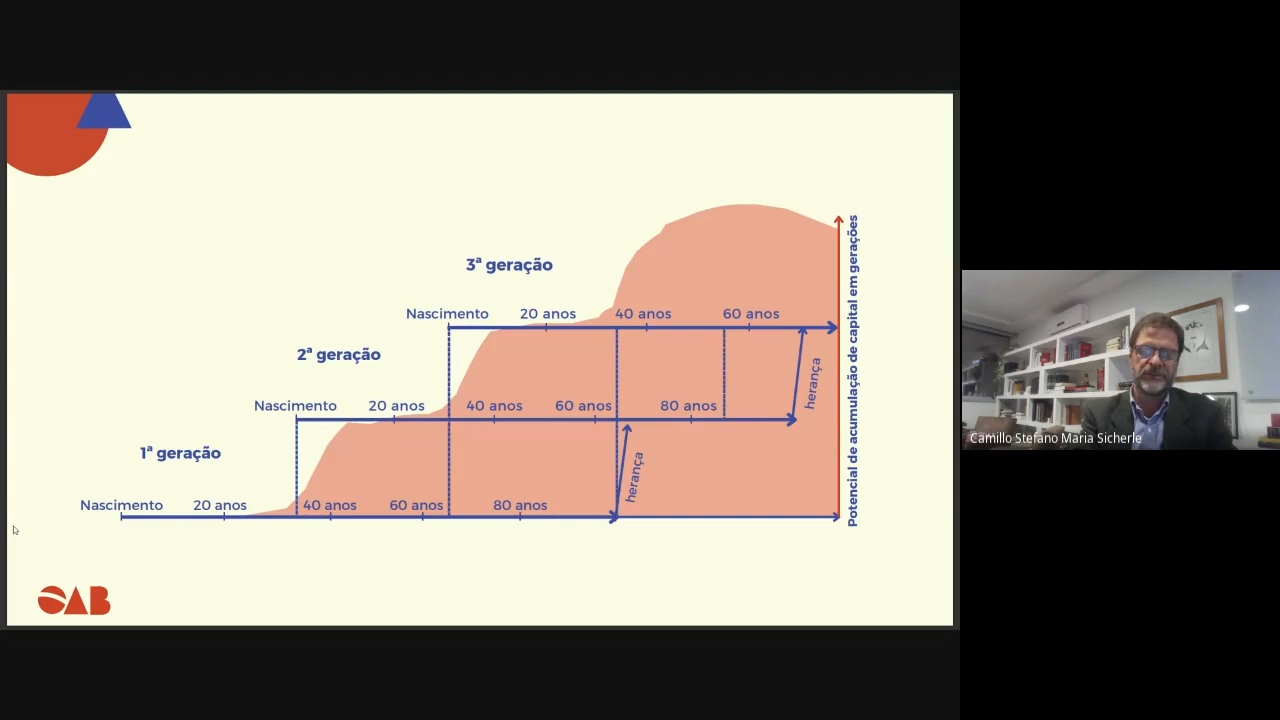 3ª geração
Nascimento 20 anos 40 anos 60 anos
2ª geração
Nascimento 20 anos 40 anos 60 anos 80 anos
herança
1ª geração
Nascimento 20 anos 40 anos 60 anos 80 anos
herança
Potencial de acumulação de capital em gerações
OAB
Camillo Stefano Maria Sicherle